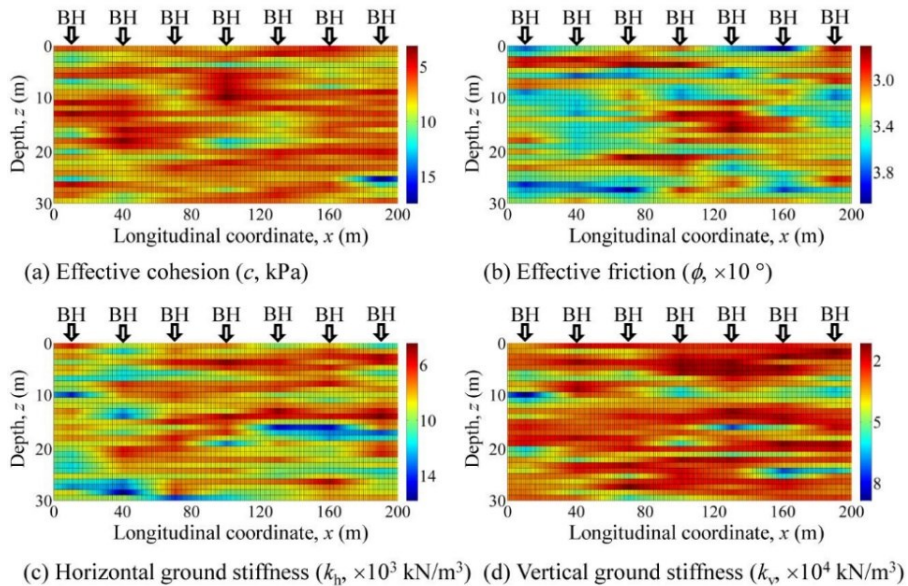 BH BH BH BH BH BH BH
0
10
20
30
Depth, z (m)
0 40 80 120 160 200
Longitudinal coordinate, x (m)
5
10
15
(a) Effective cohesion (c, kPa)
BH BH BH BH BH BH BH
0
10
20
30
Depth, z (m)
0 40 80 120 160 200
Longitudinal coordinate, x (m)
3.0
3.4
3.8
(b) Effective friction (ϕ, ×10 °)
BH BH BH BH BH BH BH
0
10
20
30
Depth, z (m)
0 40 80 120 160 200
Longitudinal coordinate, x (m)
6
10
14
(c) Horizontal ground stiffness (kₕ, ×10³ kN/m³)
BH BH BH BH BH BH BH
0
10
20
30
Depth, z (m)
0 40 80 120 160 200
Longitudinal coordinate, x (m)
2
5
8
(d) Vertical ground stiffness (kᵥ, ×10⁴ kN/m³)